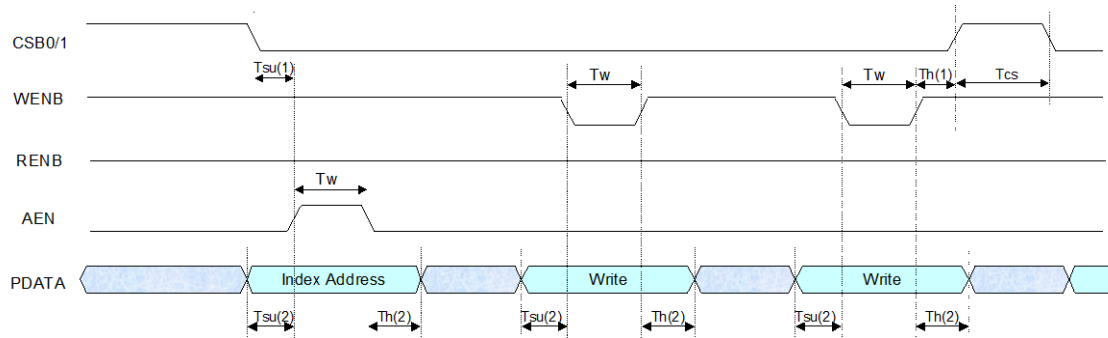 CSB0/1
Tsu(1)
Tw
Tw
Th(1)
Tcs
WENB
RENB
Tw
AEN
PDATA
Index Address
Write
Write
Tsu(2)
Th(2)
Tsu(2)
Th(2)
Tsu(2)
Th(2)